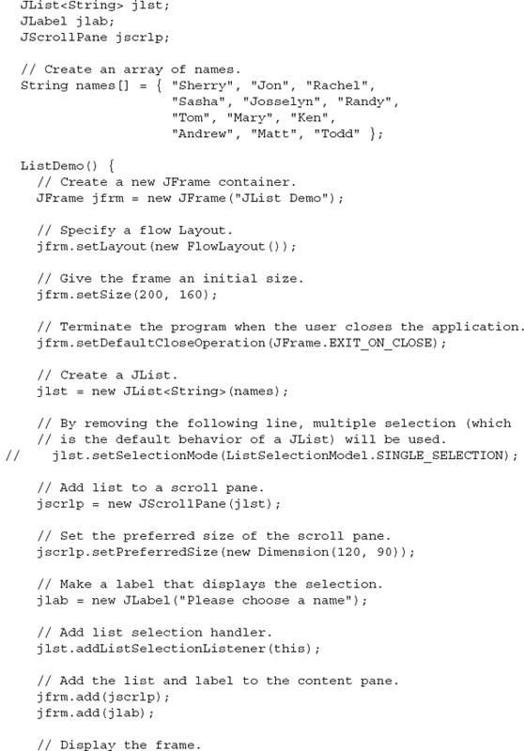 JList<String> jlst;
JLabel jlab;
JScrollPane jscrlp;
// Create an array of names.
String names[] = { "Sherry", "Jon", "Rachel",
"Sasha", "Josselyn", "Randy",
"Tom", "Mary", "Ken",
"Andrew", "Matt", "Todd" };
ListDemo() {
// Create a new JFrame container.
JFrame jfrm = new JFrame("JList Demo");
// Specify a flow Layout.
jfrm.setLayout(new FlowLayout());
// Give the frame an initial size.
jfrm.setSize(200, 160);
// Terminate the program when the user closes the application.
jfrm.setDefaultCloseOperation(JFrame.EXIT_ON_CLOSE);
// Create a JList.
jlst = new JList<String>(names);
// By removing the following line, multiple selection (which
// is the default behavior of a JList) will be used.
// jlst.setSelectionMode(ListSelectionModel.SINGLE_SELECTION);
// Add list to a scroll pane.
jscrlp = new JScrollPane(jlst);
// Set the preferred size of the scroll pane.
jscrlp.setPreferredSize(new Dimension(120, 90));
// Make a label that displays the selection.
jlab = new JLabel("Please choose a name");
// Add list selection handler.
jlst.addListSelectionListener(this);
// Add the list and label to the content pane.
jfrm.add(jscrlp);
jfrm.add(jlab);
// Display the frame.